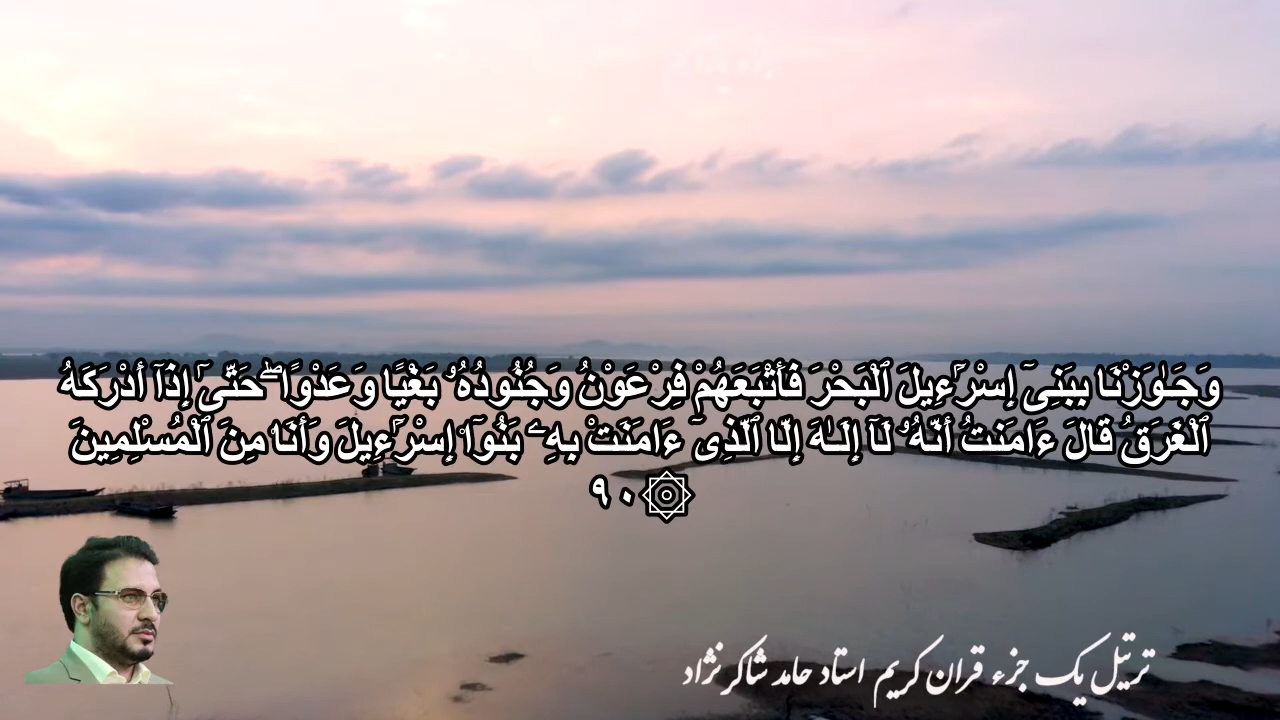 وَجَـٰوَزْنَا بِبَنِىٓ إِسْرَٰٓءِيلَ ٱلْبَحْرَ فَأَتْبَعَهُمْ فِرْعَوْنُ وَجُنُودُهُۥ بَغْيًا وَعَدْوًا ۖ حَتَّىٰٓ إِذَآ أَدْرَكَهُ
ٱلْغَرَقُ قَالَ ءَامَنتُ أَنَّهُۥ لَآ إِلَـٰهَ إِلَّا ٱلَّذِىٓ ءَامَنَتْ بِهِۦ بَنُوٓا۟ إِسْرَٰٓءِيلَ وَأَنَا۠ مِنَ ٱلْمُسْلِمِينَ
۞٩٠
ترتیل یک جزء قران کریم استاد حامد شاکرنژاد